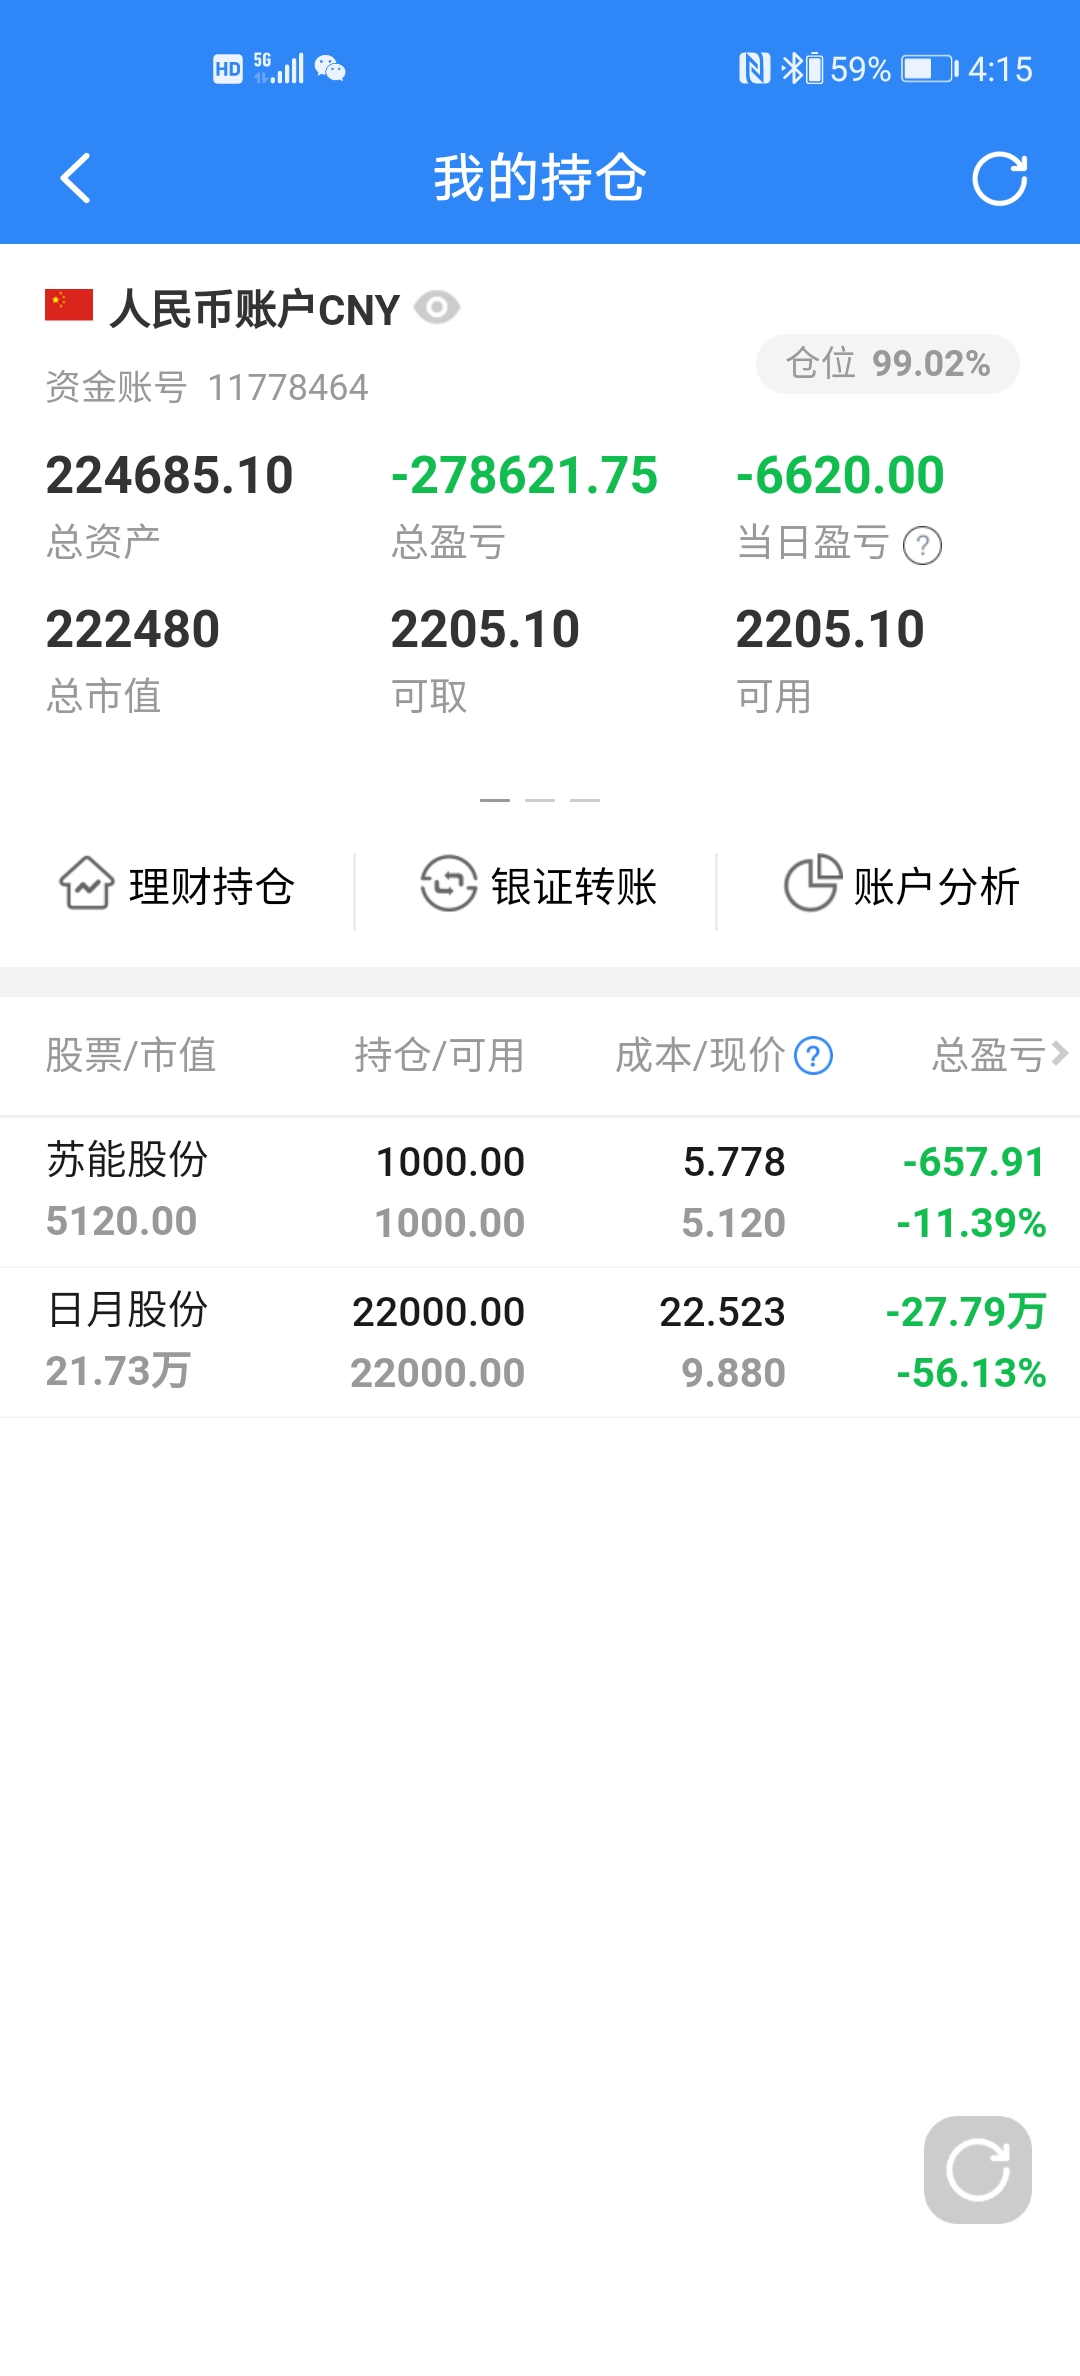 HD 5G 59% 4:15
我的持仓
人民币账户CNY
资金账号 11778464
仓位 99.02%
224685.10 -278621.75 -6620.00
总资产 总盈亏 当日盈亏 ?
222480 2205.10 2205.10
总市值 可取 可用
理财持仓 银证转账 账户分析
股票/市值 持仓/可用 成本/现价 ? 总盈亏
苏能股份 1000.00 5.778 -657.91
5120.00 1000.00 5.120 -11.39%
日月股份 22000.00 22.523 -27.79万
21.73万 22000.00 9.880 -56.13%